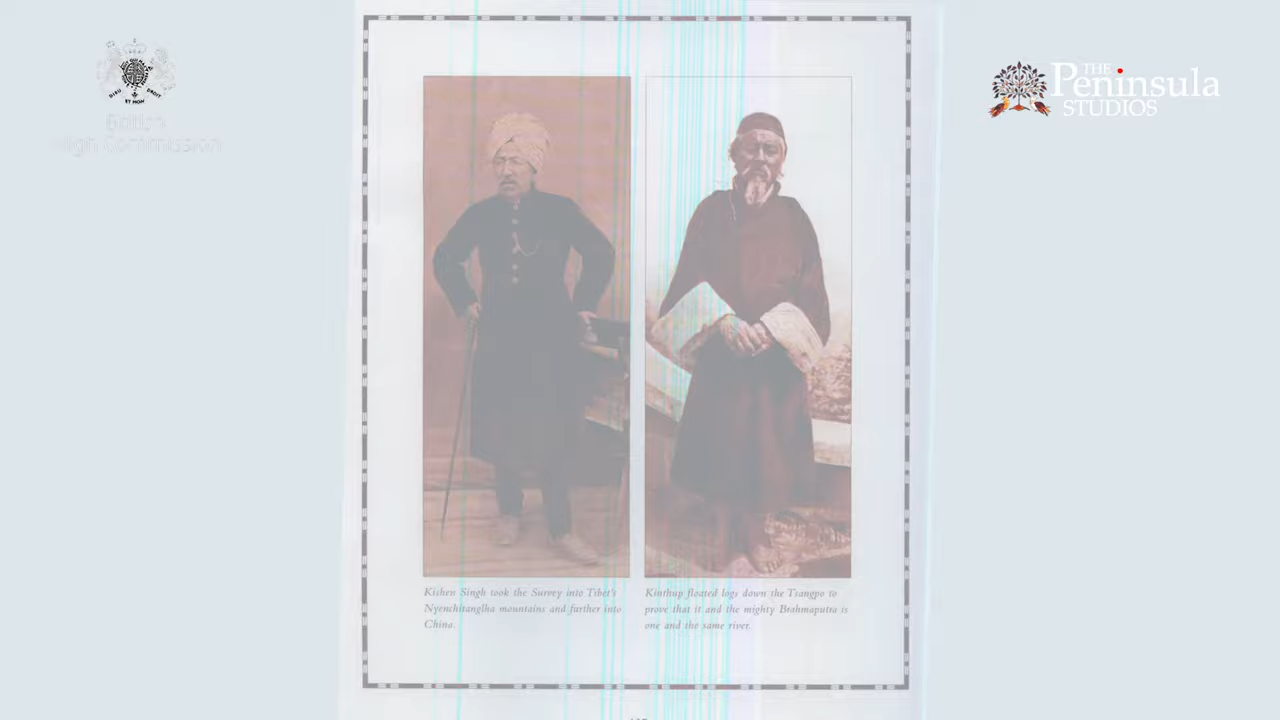 DIEU DROIT
ET MON
British
High Commission
THE
Peninsula
STUDIOS
Kishen Singh took the Survey into Tibet's
Nyenchitanglha mountains and further into
China.
Kinthup floated logs down the Tsangpo to
prove that it and the mighty Brahmaputra is
one and the same river.